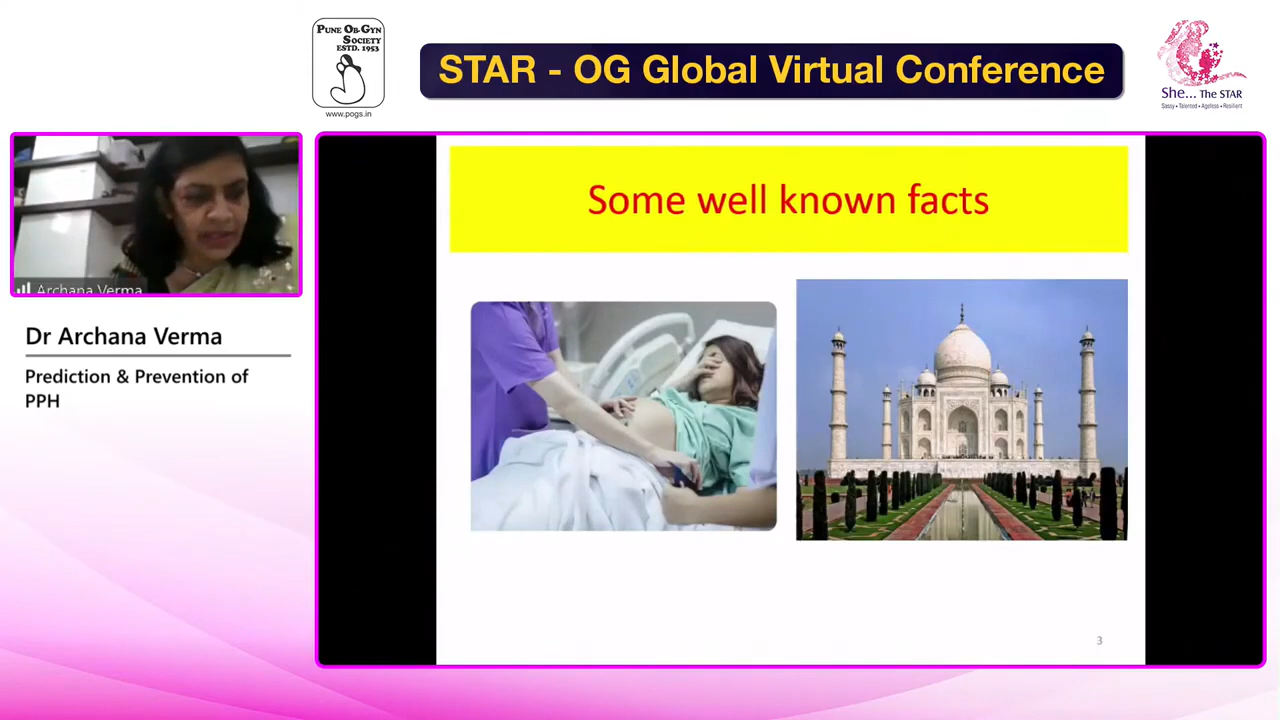 PUNE OB-GYN
SOCIETY
ESTD. 1953
www.pogs.in
STAR - OG Global Virtual Conference
She... THE STAR
Sassy • Talented • Ageless • Resilient
Archana Verma
Dr Archana Verma
Prediction & Prevention of
PPH
Some well known facts
3